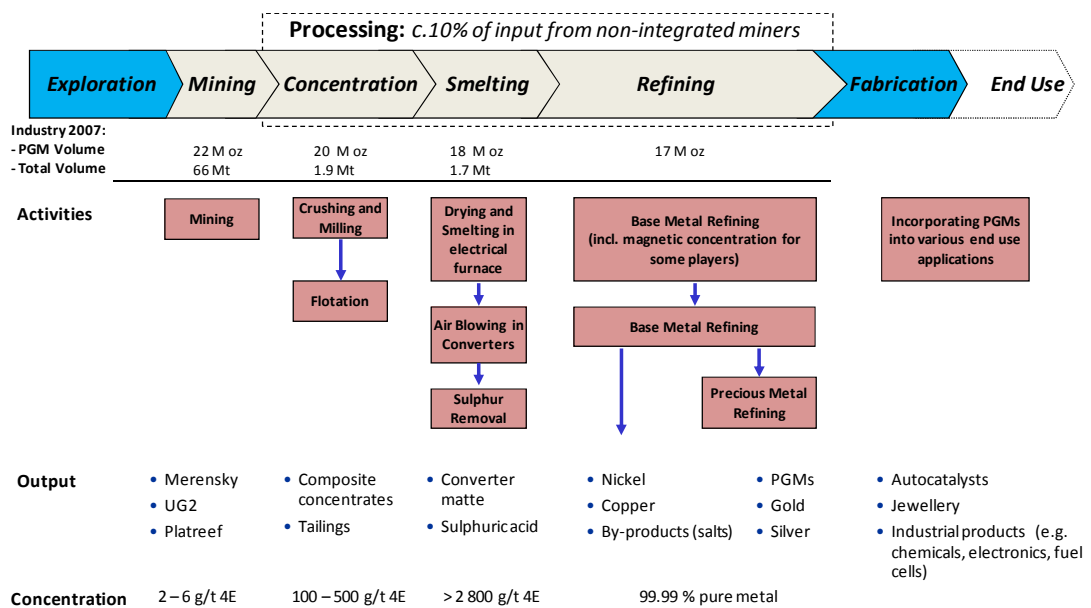 Processing: c.10% of input from non-integrated miners
Exploration
Mining
Concentration
Smelting
Refining
Fabrication
End Use
Industry 2007:
- PGM Volume
22 M oz
20 M oz
18 M oz
17 M oz
- Total Volume
66 Mt
1.9 Mt
1.7 Mt
Activities
Mining
Crushing and
Milling
Flotation
Drying and
Smelting in
electrical
furnace
Air Blowing in
Converters
Sulphur
Removal
Base Metal Refining
(incl. magnetic concentration for
some players)
Base Metal Refining
Precious Metal
Refining
Incorporating PGMs
into various end use
applications
Output
• Merensky
• UG2
• Platreef
• Composite
concentrates
• Tailings
• Converter
matte
• Sulphuric acid
• Nickel
• Copper
• By-products (salts)
• PGMs
• Gold
• Silver
• Autocatalysts
• Jewellery
• Industrial products (e.g.
chemicals, electronics, fuel
cells)
Concentration
2 – 6 g/t 4E
100 – 500 g/t 4E
> 2 800 g/t 4E
99.99 % pure metal